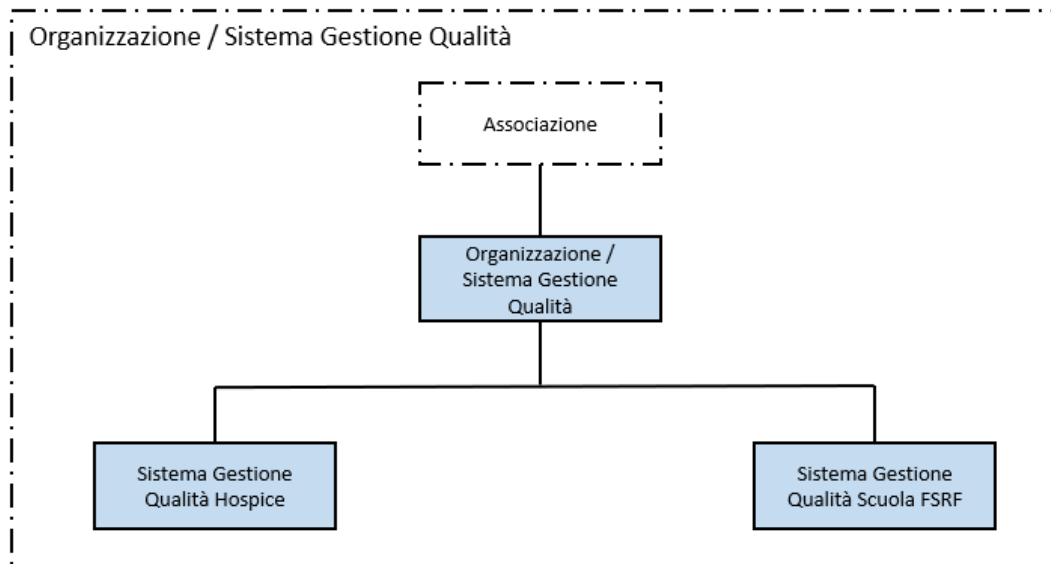 Organizzazione / Sistema Gestione Qualità
Associazione
Organizzazione /
Sistema Gestione
Qualità
Sistema Gestione
Qualità Hospice
Sistema Gestione
Qualità Scuola FSRF